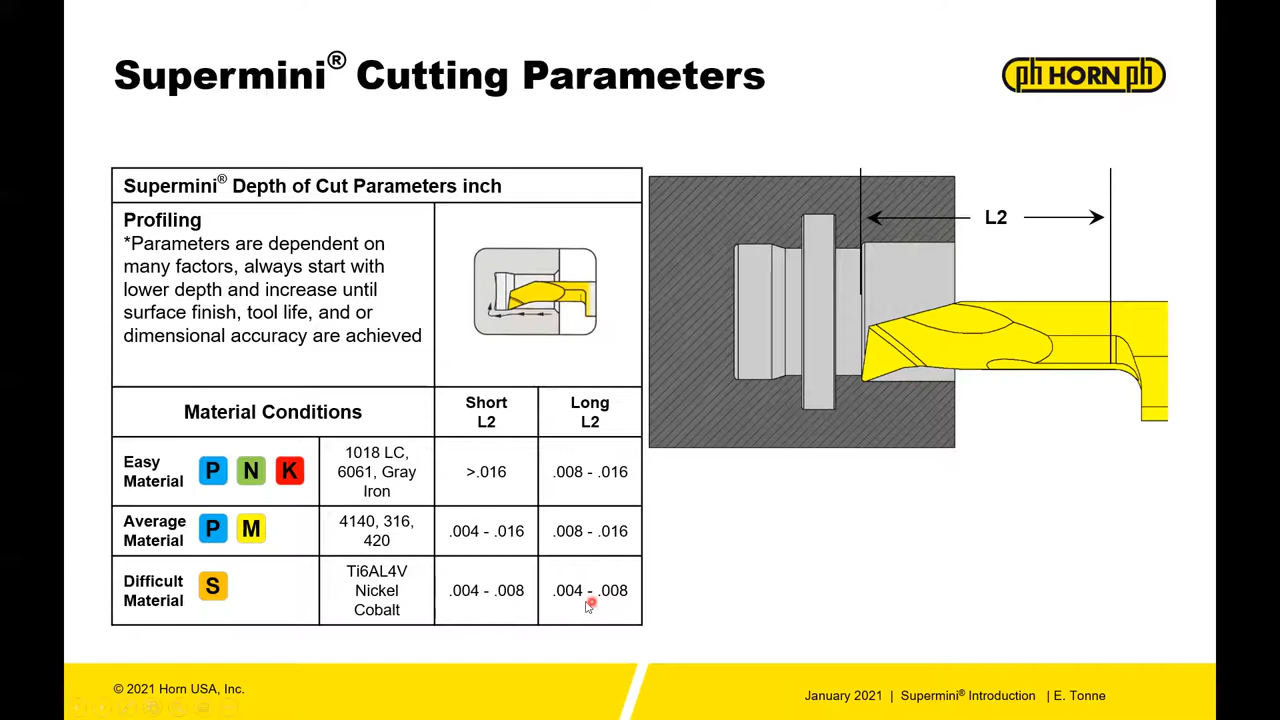 Supermini® Cutting Parameters
ph HORN ph
Supermini® Depth of Cut Parameters inch
Profiling
*Parameters are dependent on
many factors, always start with
lower depth and increase until
surface finish, tool life, and or
dimensional accuracy are achieved
L2
Material Conditions
Short
L2
Long
L2
Easy
Material
P N K
1018 LC,
6061, Gray
Iron
>.016
.008 - .016
Average
Material
P M
4140, 316,
420
.004 - .016
.008 - .016
Difficult
Material
S
Ti6AL4V
Nickel
Cobalt
.004 - .008
.004 - .008
© 2021 Horn USA, Inc.
January 2021 | Supermini® Introduction | E. Tonne